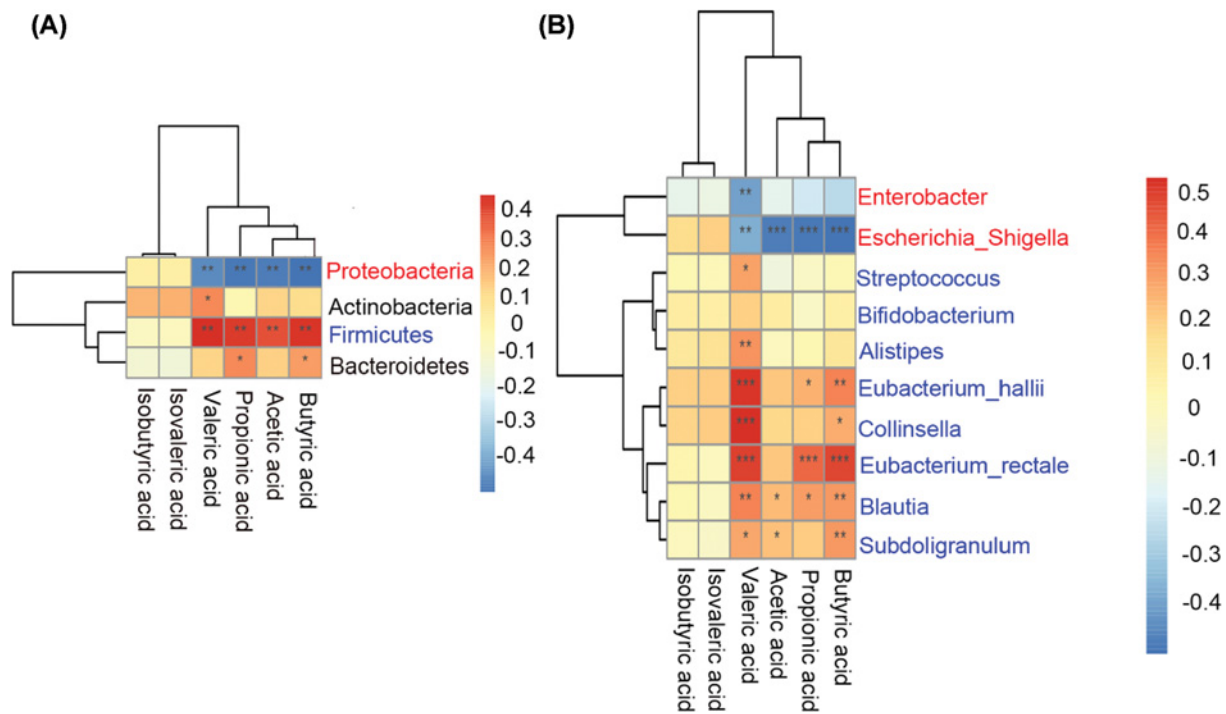 (A)
Proteobacteria
Actinobacteria
Firmicutes
Bacteroidetes
** ** ** **
*
** ** ** **
* *
Isobutyric acid
Isovaleric acid
Valeric acid
Propionic acid
Acetic acid
Butyric acid
0.4
0.3
0.2
0.1
0
-0.1
-0.2
-0.3
-0.4
(B)
** Enterobacter
** *** *** *** Escherichia_Shigella
* Streptococcus
Bifidobacterium
** Alistipes
*** * ** Eubacterium_hallii
*** * Collinsella
*** *** *** Eubacterium_rectale
** * * ** Blautia
* * ** Subdoligranulum
Isobutyric acid
Isovaleric acid
Valeric acid
Acetic acid
Propionic acid
Butyric acid
0.5
0.4
0.3
0.2
0.1
0
-0.1
-0.2
-0.3
-0.4